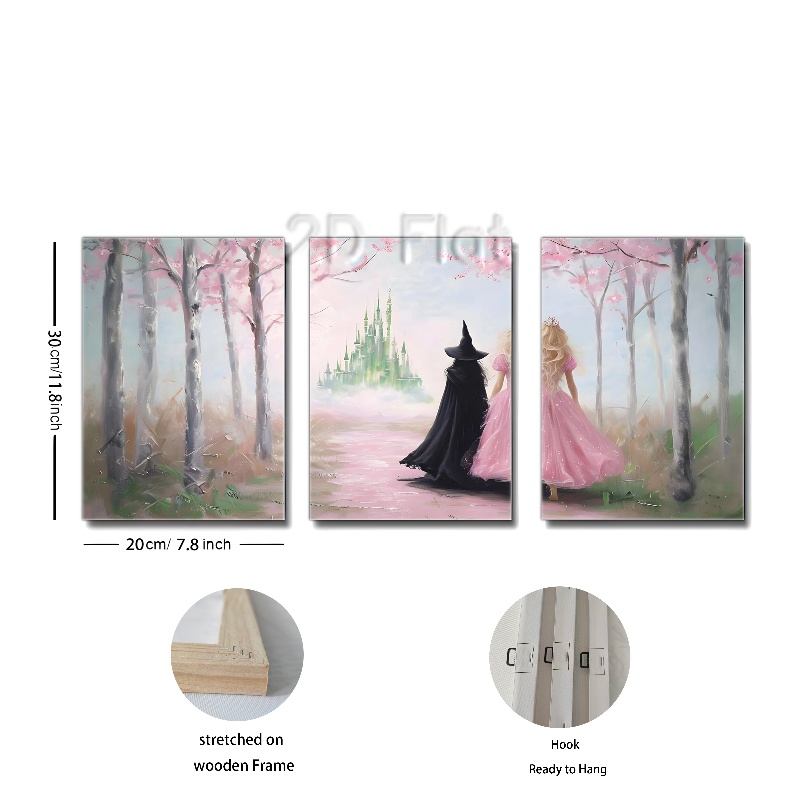 2D Flat
30cm/11.8inch
20cm/ 7.8 inch
stretched on
wooden Frame
Hook
Ready to Hang